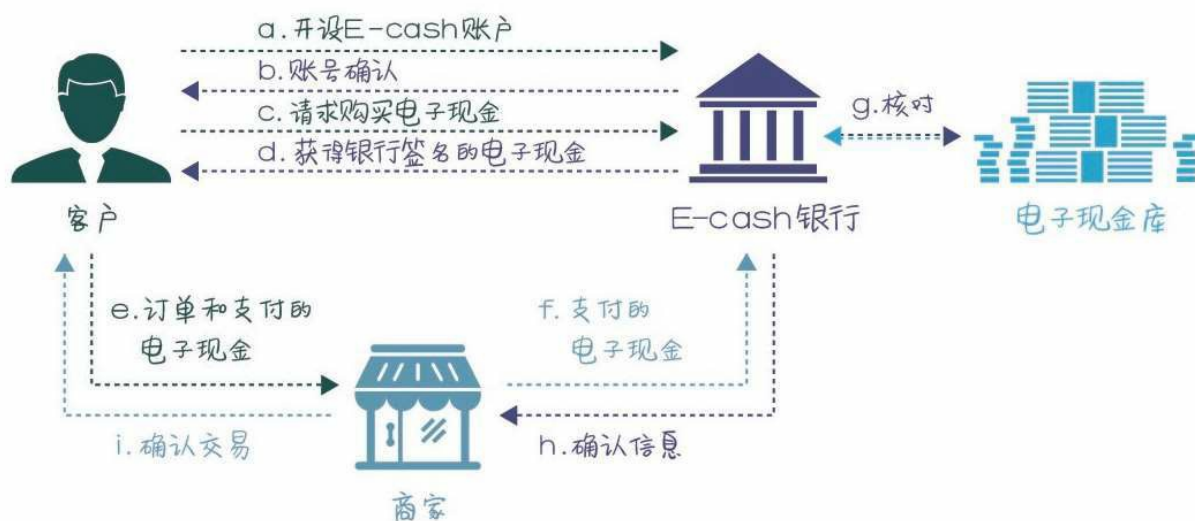 a.开设E-cash账户
b.账号确认
c.请求购买电子现金
d.获得银行签名的电子现金
g.核对
客户
E-cash银行
电子现金库
e.订单和支付的
电子现金
f.支付的
电子现金
i.确认交易
h.确认信息
商家